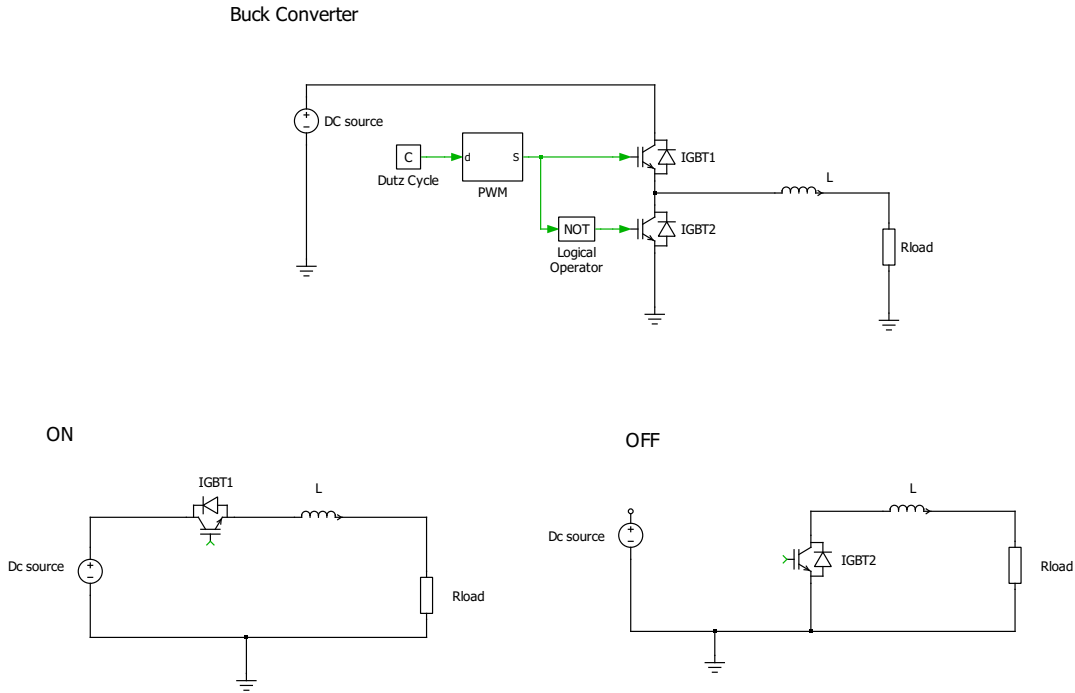 Buck Converter
DC source
C
Dutz Cycle
d
s
PWM
IGBT1
NOT
Logical
Operator
IGBT2
L
Rload
ON
IGBT1
L
Dc source
Rload
OFF
L
Dc source
IGBT2
Rload